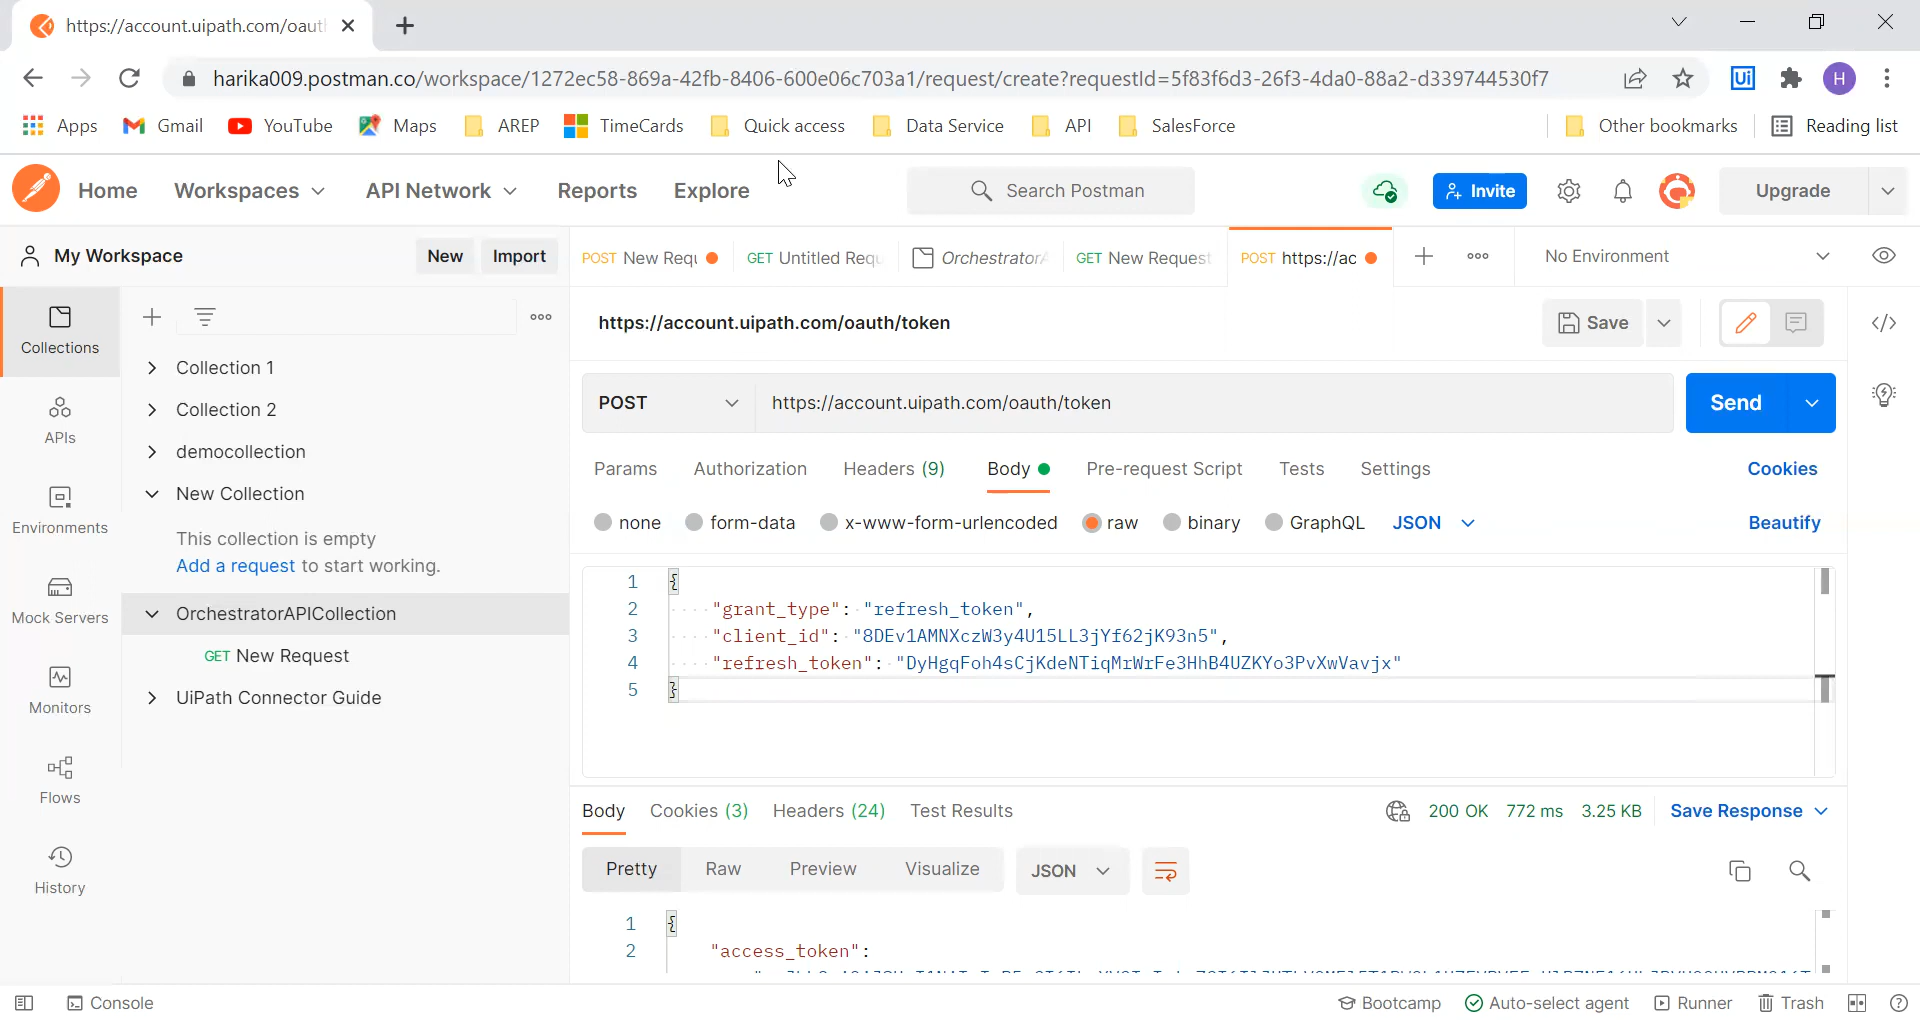 https://account.uipath.com/oaut
harika009.postman.co/workspace/1272ec58-869a-42fb-8406-600e06c703a1/request/create?requestId=5f83f6d3-26f3-4da0-88a2-d339744530f7
Ui
H
Apps
Gmail
YouTube
Maps
AREP
TimeCards
Quick access
Data Service
API
SalesForce
Other bookmarks
Reading list
Home
Workspaces
API Network
Reports
Explore
Search Postman
Invite
Upgrade
My Workspace
New
Import
POST New Requ
GET Untitled Requ
OrchestratorA
GET New Request
POST https://ac
No Environment
Collections
APIs
Environments
Mock Servers
Monitors
Flows
History
Collection 1
Collection 2
democollection
New Collection
This collection is empty
Add a request to start working.
OrchestratorAPICollection
GET New Request
UiPath Connector Guide
https://account.uipath.com/oauth/token
Save
POST
https://account.uipath.com/oauth/token
Send
Params
Authorization
Headers (9)
Body
Pre-request Script
Tests
Settings
Cookies
none
form-data
x-www-form-urlencoded
raw
binary
GraphQL
JSON
Beautify
1 {
2 "grant_type": "refresh_token",
3 "client_id": "8DEv1AMNXczW3y4U15LL3jYf62jK93n5",
4 "refresh_token": "DyHgqFoh4sCjKdeNTiqMrWrFe3HhB4UZKYo3PvXwVavjx"
5 }
Body
Cookies (3)
Headers (24)
Test Results
200 OK
772 ms
3.25 KB
Save Response
Pretty
Raw
Preview
Visualize
JSON
1 {
2 "access_token":
Console
Bootcamp
Auto-select agent
Runner
Trash